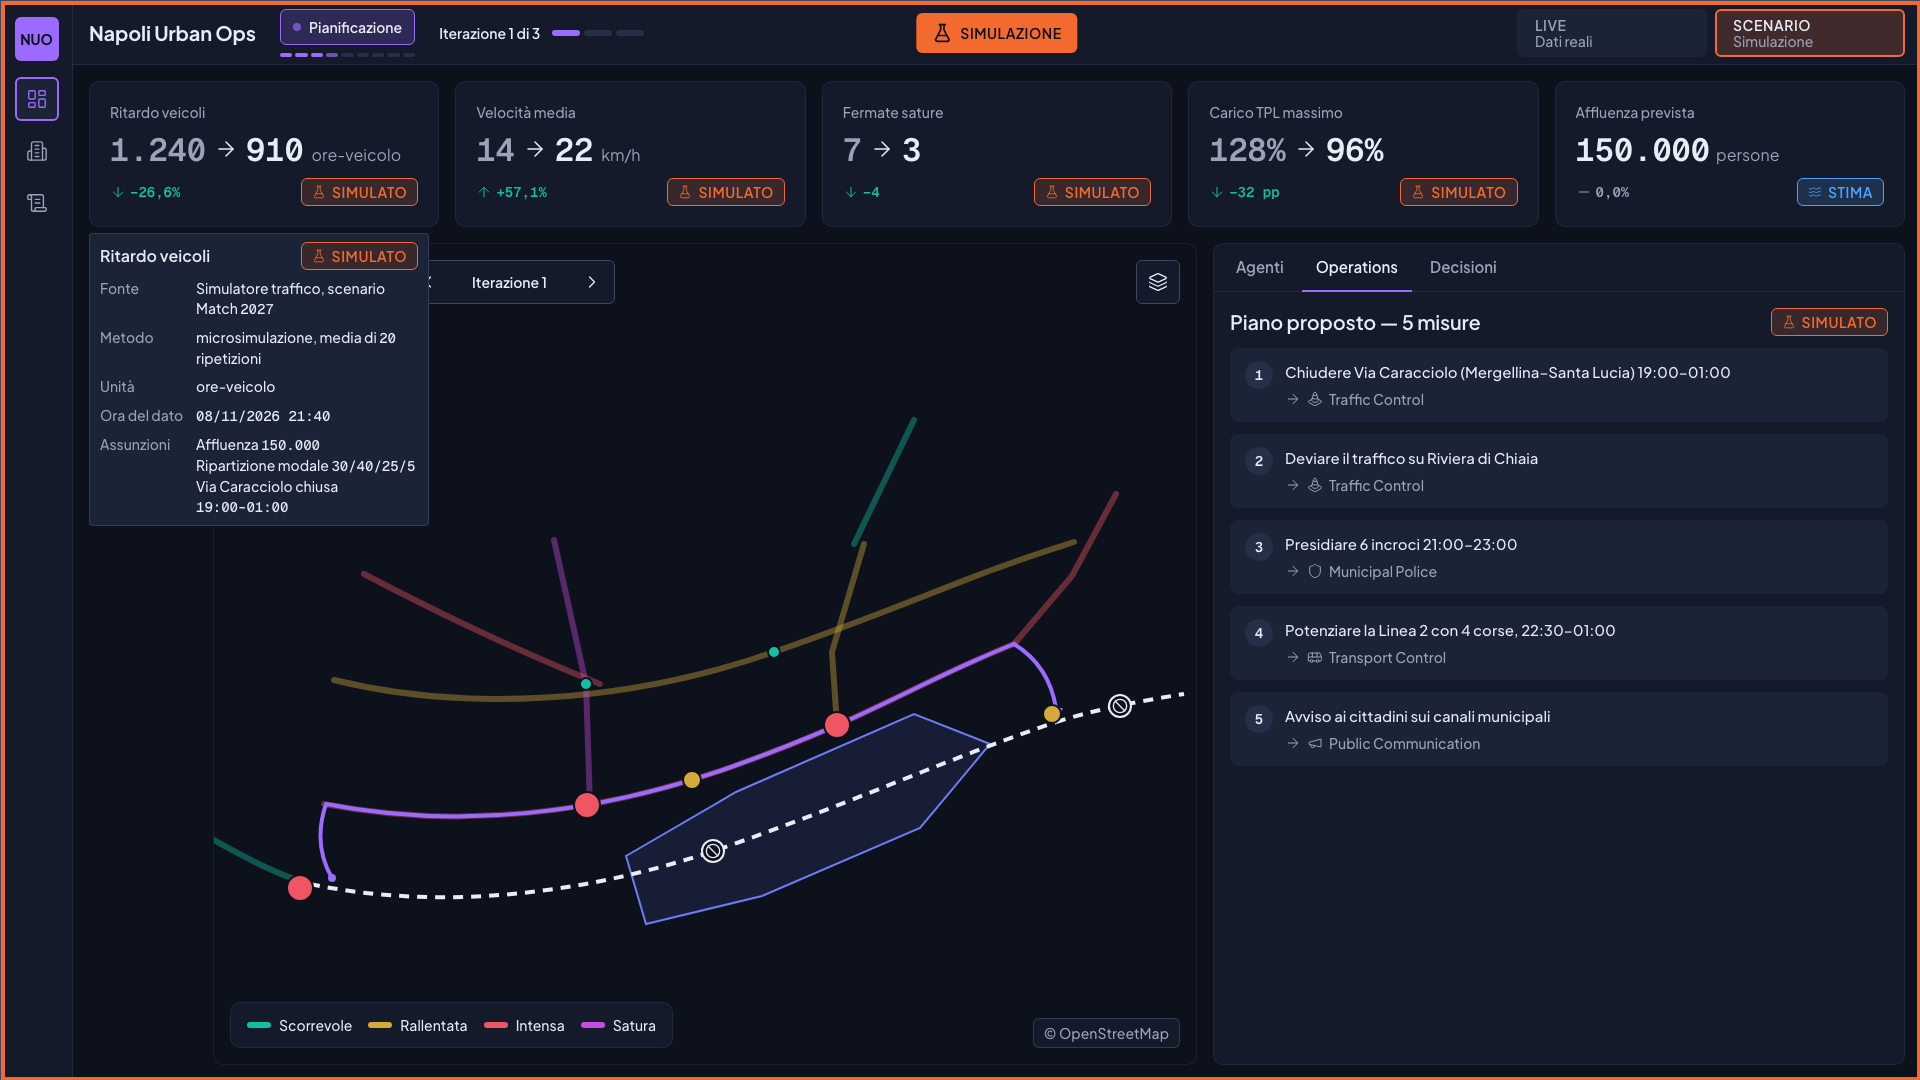 NUO
Napoli Urban Ops
Pianificazione
Iterazione 1 di 3
SIMULAZIONE
LIVE
Dati reali
SCENARIO
Simulazione
Ritardo veicoli
1.240 → 910 ore-veicolo
↓ -26,6%
SIMULATO
Velocità media
14 → 22 km/h
↑ +57,1%
SIMULATO
Fermate sature
7 → 3
↓ -4
SIMULATO
Carico TPL massimo
128% → 96%
↓ -32 pp
SIMULATO
Affluenza prevista
150.000 persone
— 0,0%
STIMA
Ritardo veicoli
SIMULATO
Fonte Simulatore traffico, scenario
Match 2027
Metodo microsimulazione, media di 20
ripetizioni
Unità ore-veicolo
Ora del dato 08/11/2026 21:40
Assunzioni Affluenza 150.000
Ripartizione modale 30/40/25/5
Via Caracciolo chiusa
19:00-01:00
Iterazione 1
Scorrevole
Rallentata
Intensa
Satura
© OpenStreetMap
Agenti
Operations
Decisioni
Piano proposto — 5 misure
SIMULATO
1 Chiudere Via Caracciolo (Mergellina–Santa Lucia) 19:00–01:00
→ Traffic Control
2 Deviare il traffico su Riviera di Chiaia
→ Traffic Control
3 Presidiare 6 incroci 21:00–23:00
→ Municipal Police
4 Potenziare la Linea 2 con 4 corse, 22:30–01:00
→ Transport Control
5 Avviso ai cittadini sui canali municipali
→ Public Communication